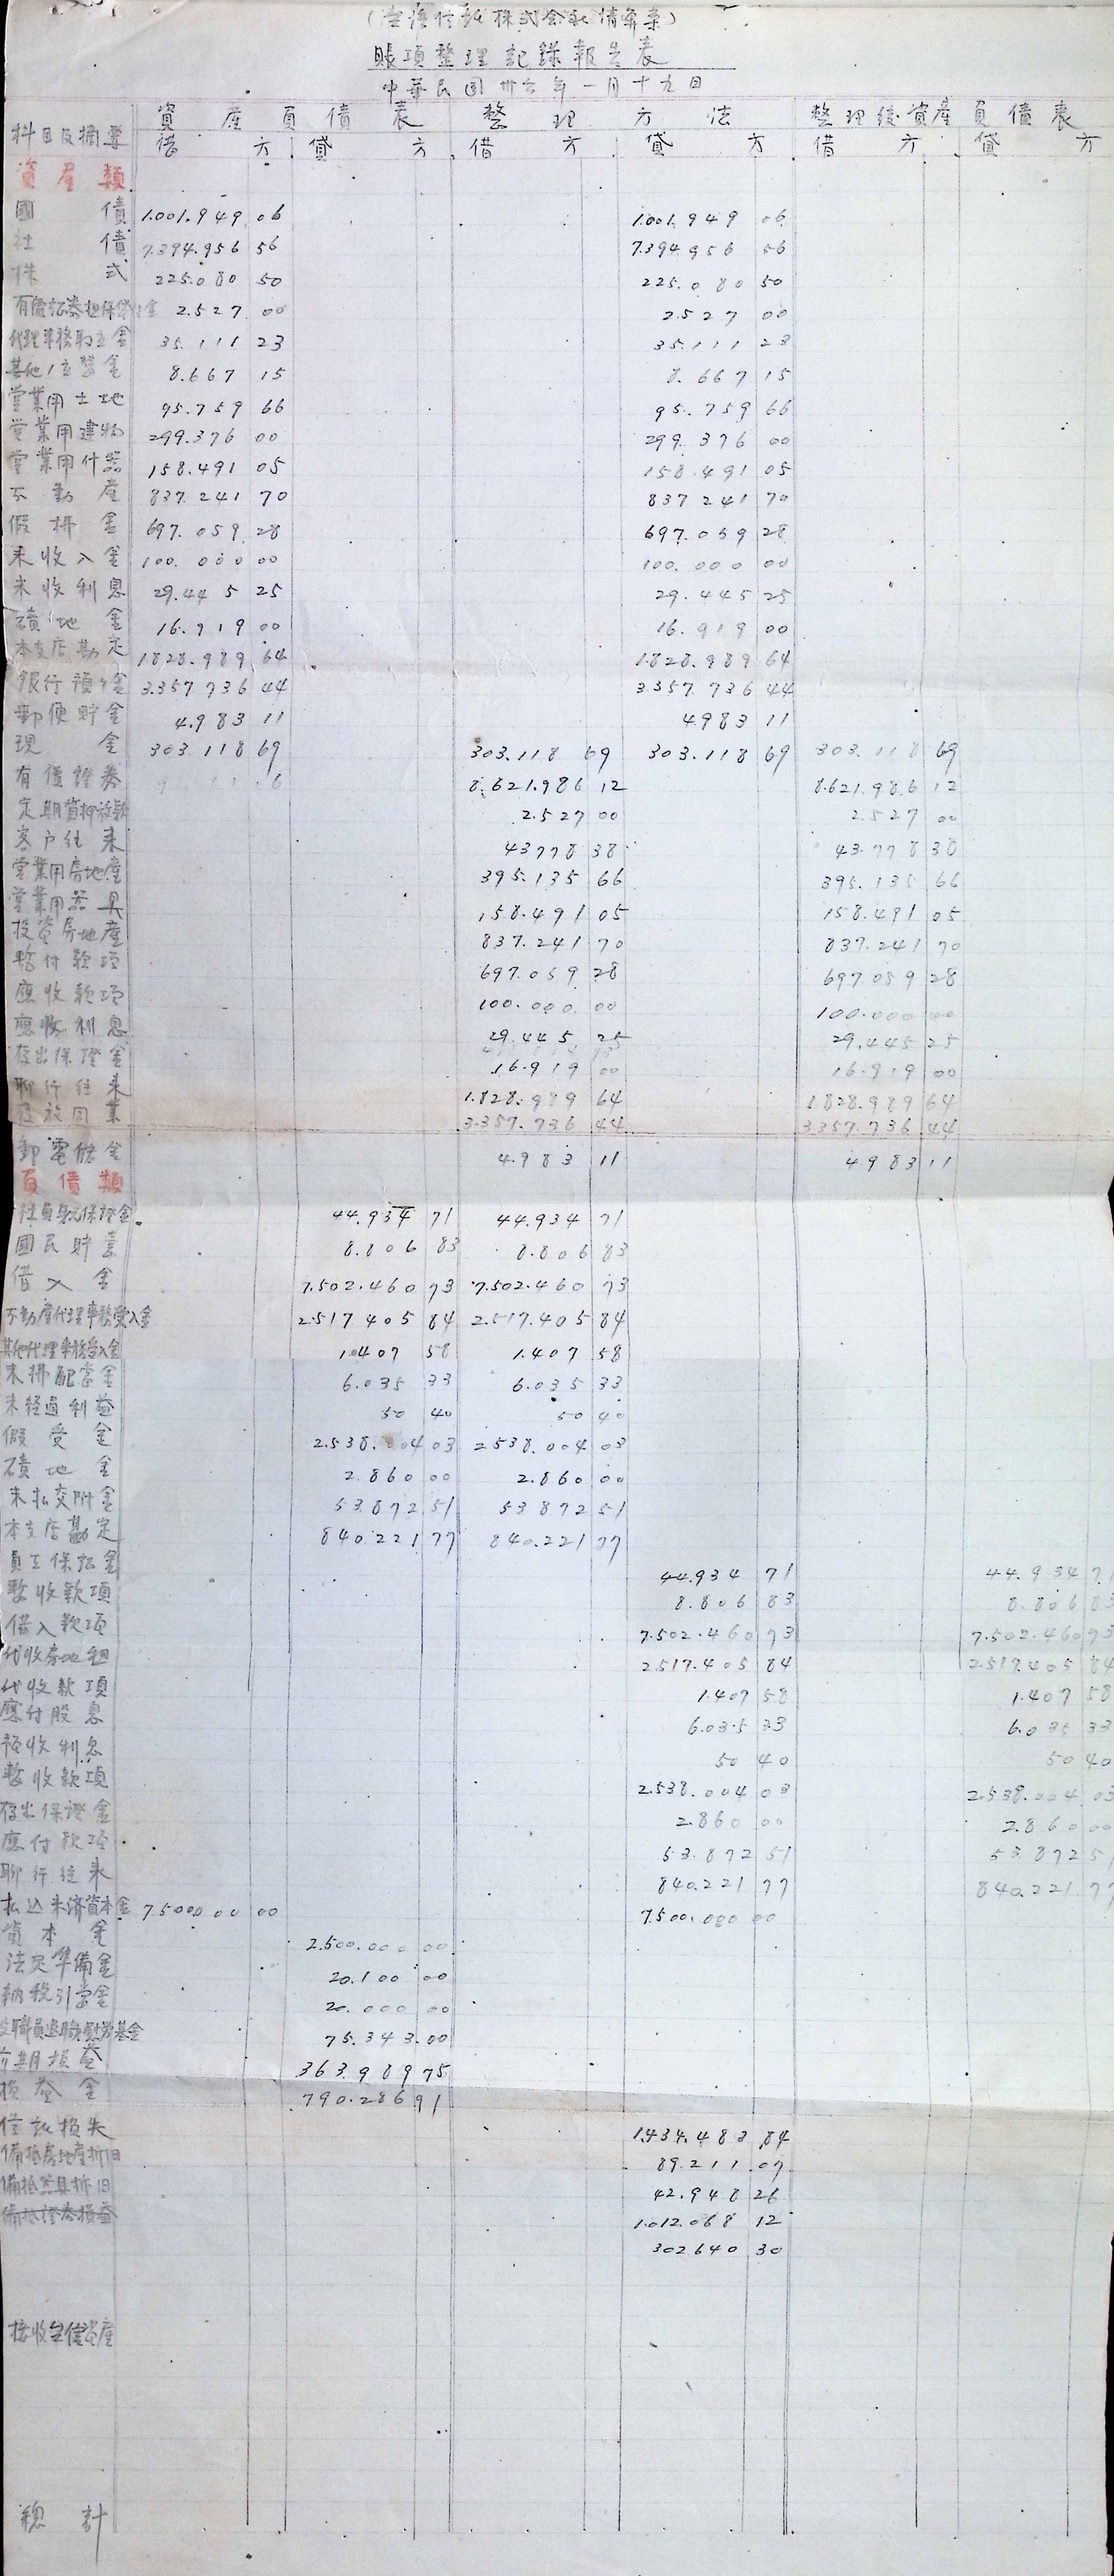 (台灣信託株式會社清算案)
賬項整理記錄報告表
中華民國卅六年一月十九日
科目及摘要 資產負債表 整理方法 整理後資產負債表
借方 貸方 借方 貸方 借方 貸方
資產類
國債 1.001.949 06 1.001.949 06
社債 7.394.956 56 7.394.956 56
株式 225.080 50 225.080 50
有價証券担保貸付金 2.527 00 2.527 00
代理事務取立金 35.111 23 35.111 23
其他ノ立替金 8.667 15 8.667 15
營業用土地 95.759 66 95.759 66
營業用建物 299.376 00 299.376 00
營業用什器 158.491 05 158.491 05
不動產 837.241 70 837 241 70
假拂金 697.059 28 697.059 28
未收入金 100.000 00 100.000 00
未收利息 29.445 25 29.445 25
積地金 16.919 00 16.919 00
本支店勘定 1.828.989 64 1.828.989 64
銀行預ケ金 3.357 736 44 3.357.736 44
郵便貯金 4.983 11 4983 11
現金 303 118 69 303.118 69 303.118 69 303.118 69
有價證券 8.621.986 12 8.621.986 12
定期質押放款 2.527 00 2.527 00
客戶往來 43778 38 43.778 38
營業用房地產 395.135 66 395.135 66
營業用器具 158.491 05 158.491 05
投資房地產 837.241 70 837.241 70
暫付款項 697.059 28 697.059 28
應收款項 100.000.00 100.000 00
應收利息 29.445.25 29.445 25
存出保證金 16.919 00 16.919 00
聯行往來 1.828.989 64 1828.989 64
存放同業 3.357.736 44 3357.736 44
郵電儲金 4.983 11 4983 11
負債類
社員身元保証金 44.934 71 44.934 71
國民貯蓄 8.806 83 8.806 83
借入金 7.502.460 73 7.502.460 73
不動產代理事務受入金 2.517 405 84 2.517.405 84
其他代理事務受入金 1.407 58 1.407 58
未拂配當金 6.035 33 6.035 33
未経過利益 50 40 50 40
假受金 2.538.004 03 2538.004 03
積地金 2.860 00 2.860 00
未払交附金 53.872 51 53 872 51
本支店勘定 840.221 77 840.221 77
員工保証金 44.934 71 44.934 71
暫收款項 8.806 83 8.806 83
借入款項 7.502.460 73 7.502.460 73
代收房地租 2.517.405 84 2.517.405 84
代收款項 1.407 58 1.407 58
應付股息 6.035 33 6.035 33
預收利息 50 40 50 40
暫收款項 2.538.004 03 2.538.004 03
存出保證金 2.860 00 2.860 00
應付款項 53.872 51 53.872 51
聯行往來 840.221 77 840.221 77
払込未済資本金 7.500.000 00 7.500.000 00
資本金 2.500.000 00
法定準備金 20.100 00
納稅引當金 20.000 00
職員退職慰労基金 75.343.00
前期損益 363.989 75
損益金 790.286 91
信託損失 1.434.483 84
備抵房地產折旧 89.211.07
備抵器具折旧 42.948 26
備抵證券損益 1.012.068 12
302.640 30
接收台信資產
總計